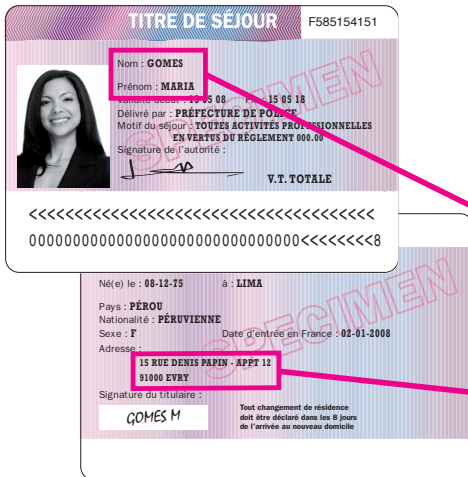 TITRE DE SÉJOUR F585154151
Nom : GOMES
Prénom : MARIA
Validité début : 15 05 08 Fin : 15 05 18
Délivré par : PRÉFECTURE DE POLICE
Motif du séjour : TOUTES ACTIVITÉS PROFESSIONNELLES
EN VERTUS DU RÈGLEMENT 000.00
Signature de l'autorité :
V.T. TOTALE
SPECIMEN
<<<<<<<<<<<<<<<<<<<<<<<<<<<<<<<<<<<<<<
000000000000000000000000000000<<<<<<<<8
Né(e) le : 08-12-75 à : LIMA
Pays : PÉROU
Nationalité : PÉRUVIENNE
Sexe : F Date d'entrée en France : 02-01-2008
Adresse :
15 RUE DENIS PAPIN - APPT 12
91000 EVRY
Signature du titulaire :
GOMES M
Tout changement de résidence
doit être déclaré dans les 8 jours
de l'arrivée au nouveau domicile
SPECIMEN